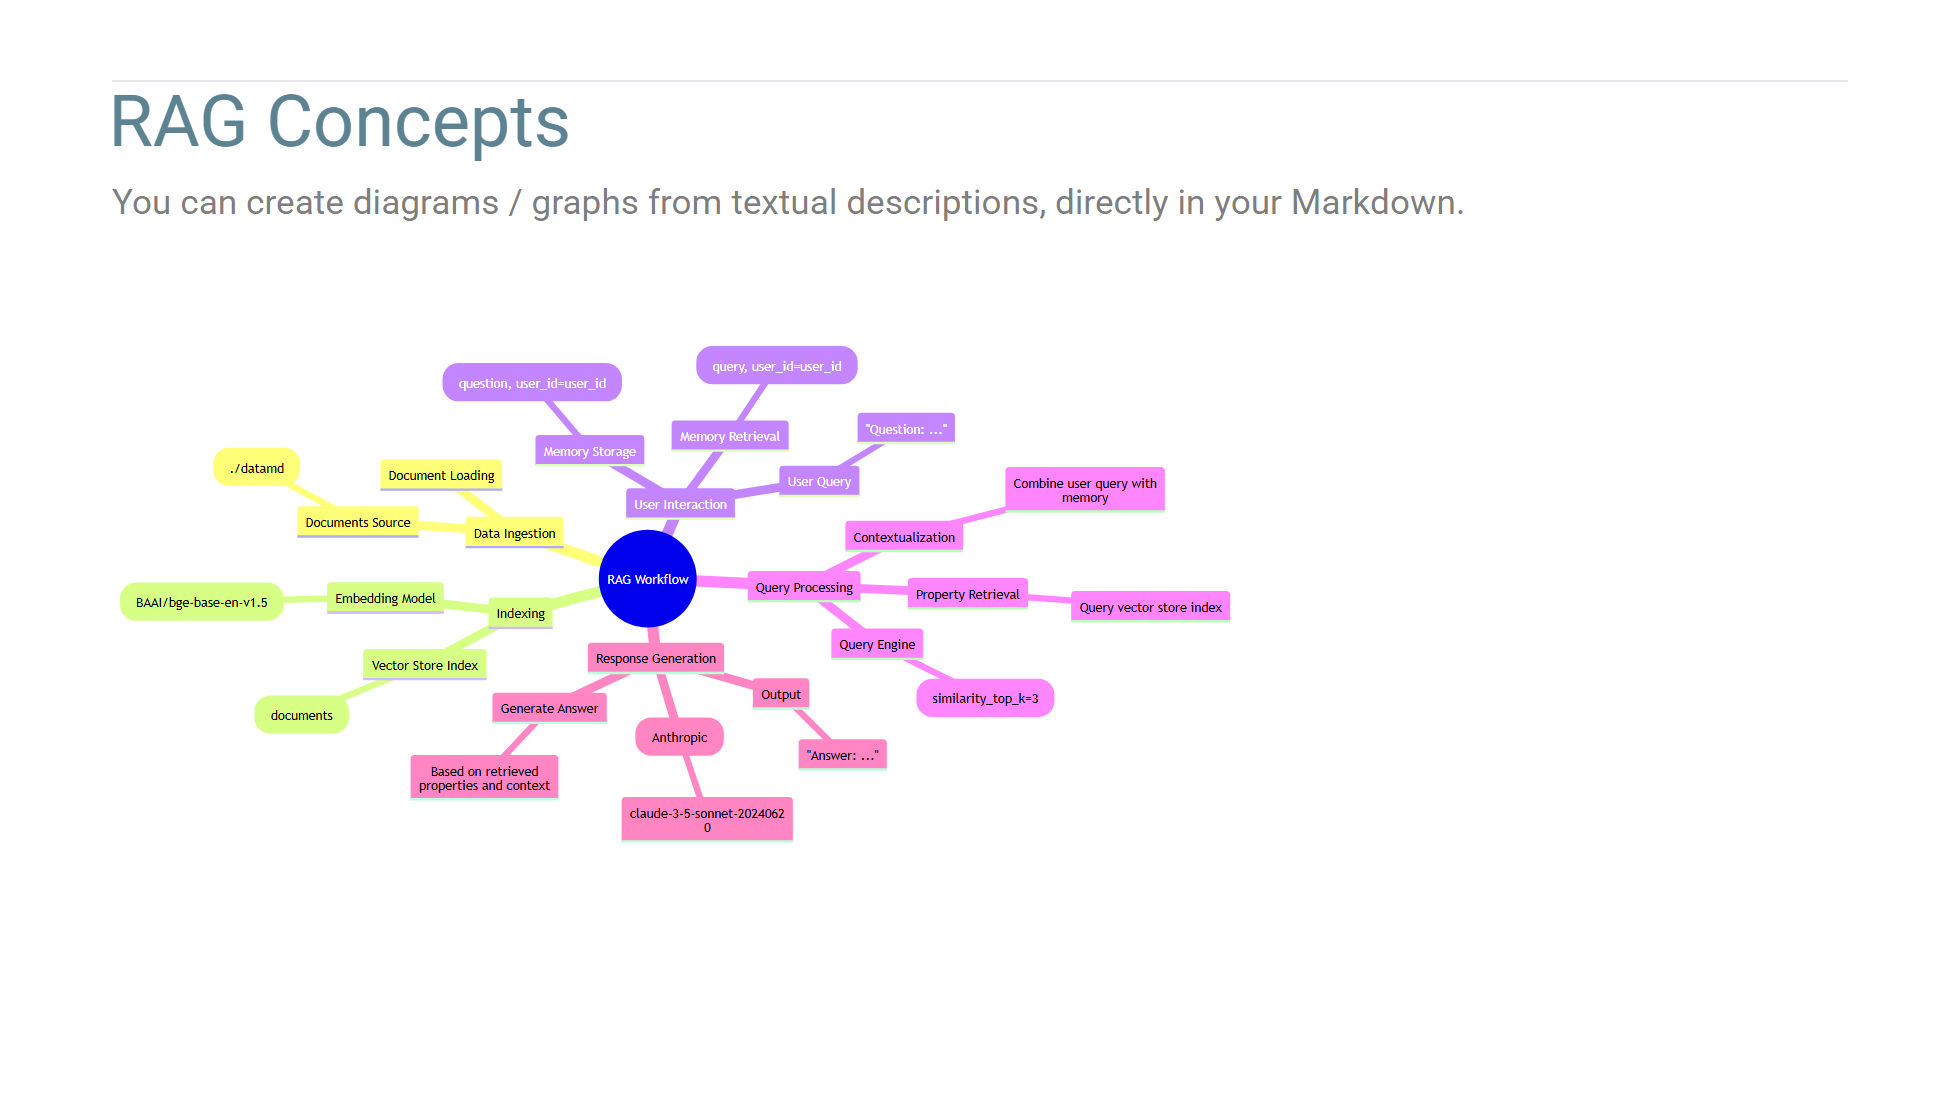 RAG Concepts
You can create diagrams / graphs from textual descriptions, directly in your Markdown.
query, user_id=user_id
question, user_id=user_id
"Question: ..."
Memory Retrieval
Memory Storage
./datamd
Document Loading
User Query
Combine user query with
memory
User Interaction
Documents Source
Data Ingestion
Contextualization
RAG Workflow
Query Processing
Property Retrieval
Query vector store index
BAAI/bge-base-en-v1.5
Embedding Model
Indexing
Query Engine
Response Generation
Vector Store Index
Output
similarity_top_k=3
Generate Answer
documents
Anthropic
"Answer: ..."
Based on retrieved
properties and context
claude-3-5-sonnet-2024062
0